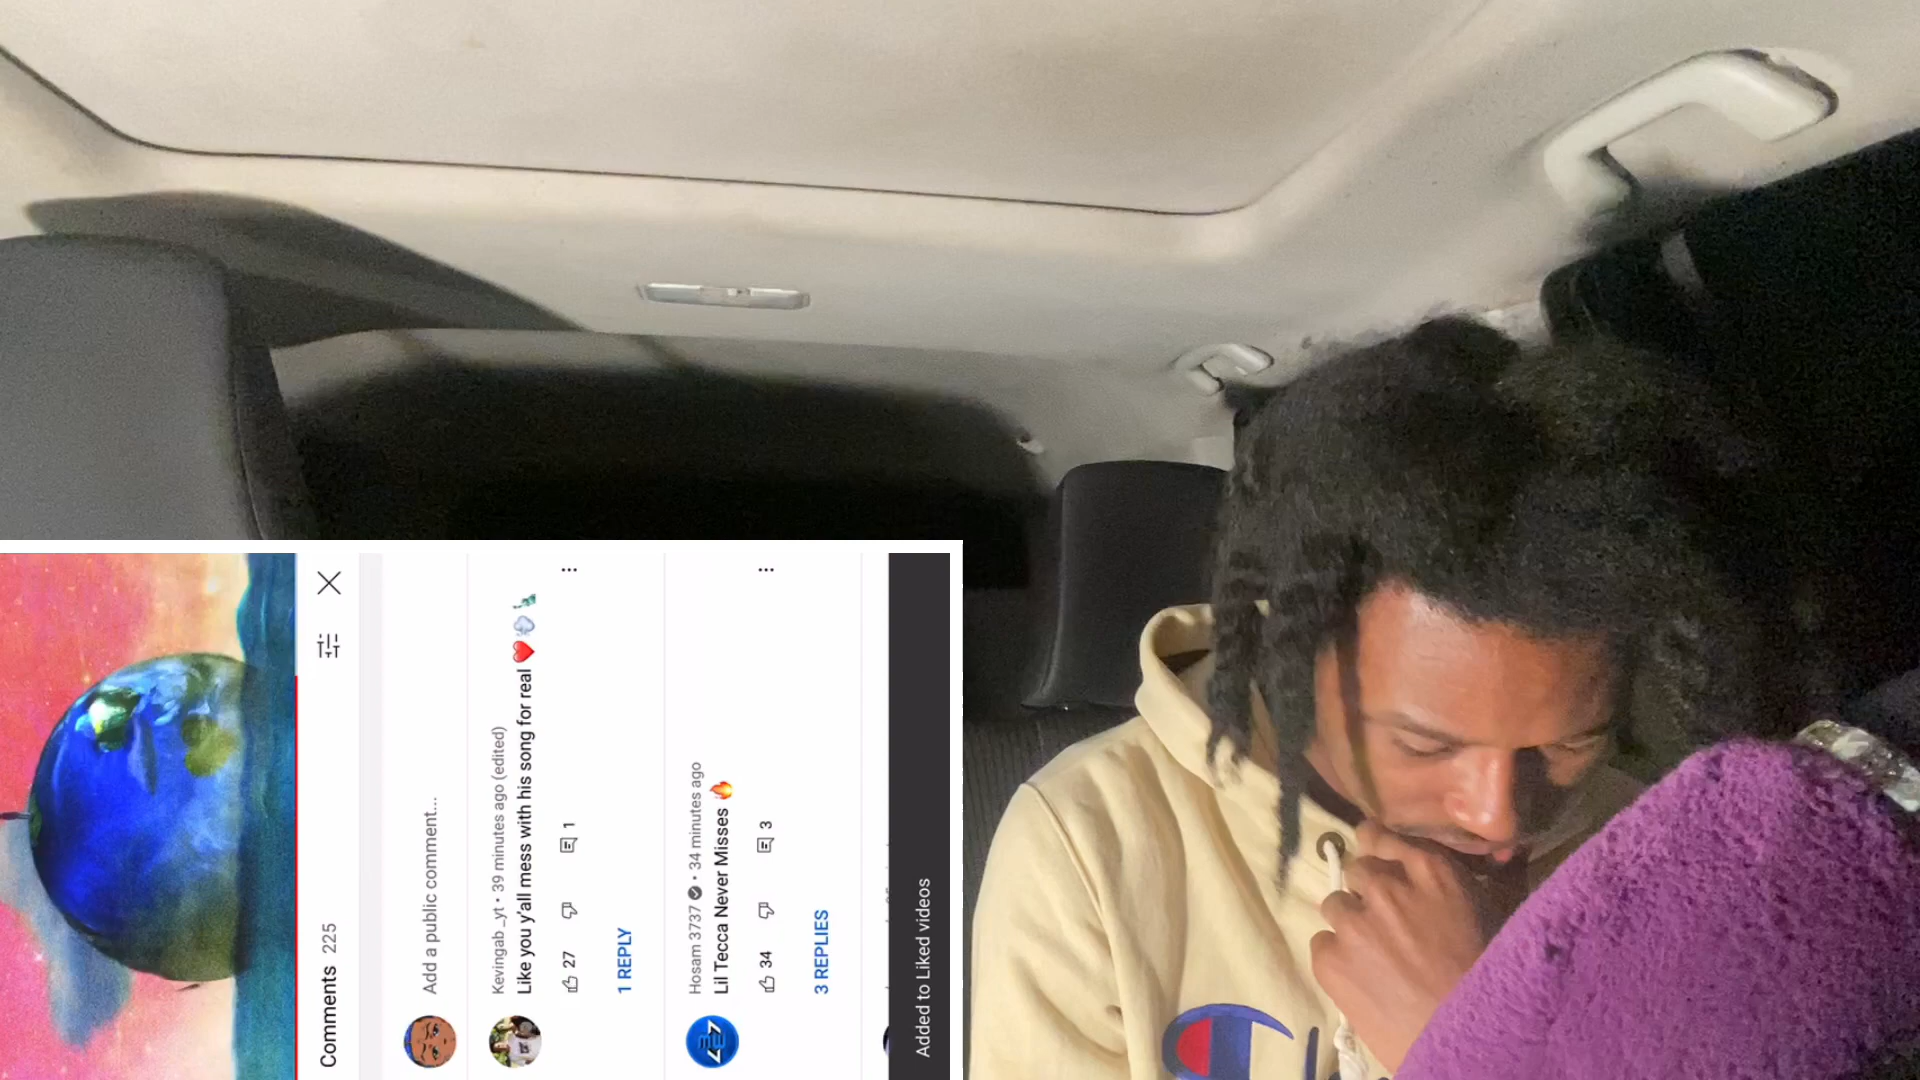 Comments 225
Add a public comment...
Kevingab_yt • 39 minutes ago (edited)
Like you y'all mess with his song for real ❤️💨🗽
27
1
1 REPLY
Hosam 3737 • 34 minutes ago
Lil Tecca Never Misses 🔥
34
3
3 REPLIES
Added to Liked videos